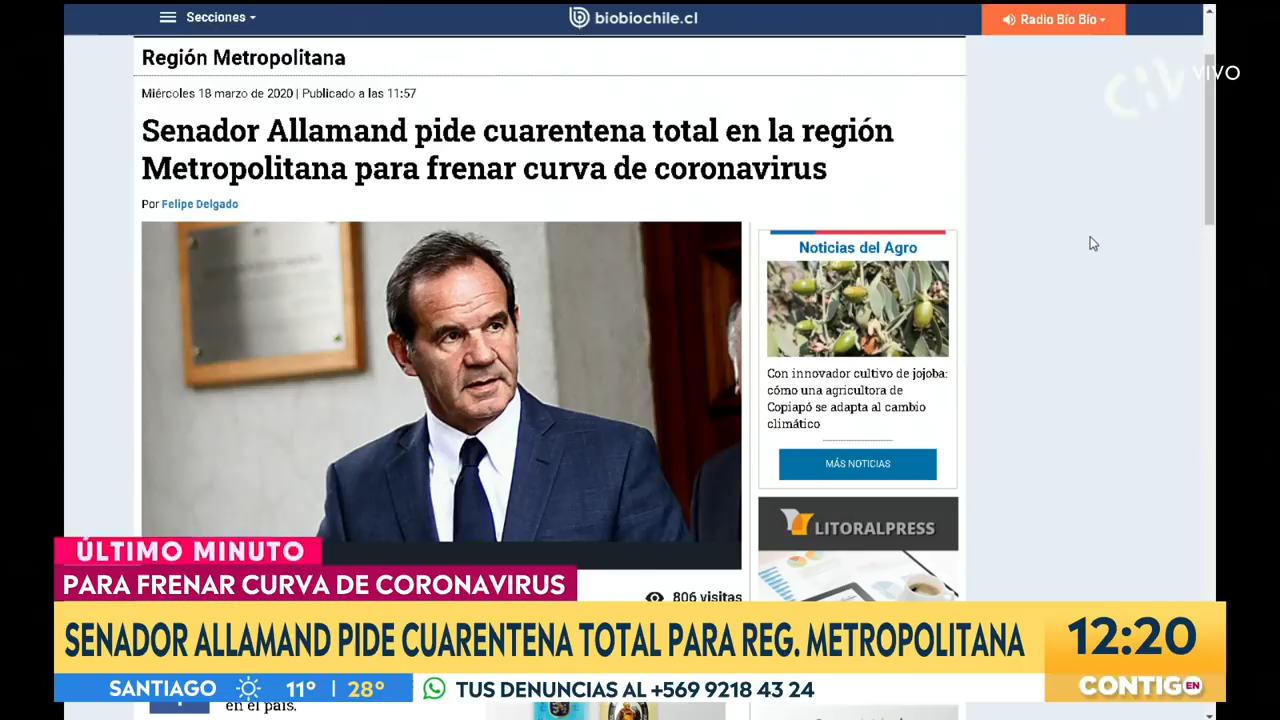 Secciones
biobiochile.cl
Radio Bío Bío
CHV
VIVO
Región Metropolitana
Miércoles 18 marzo de 2020 | Publicado a las 11:57
Senador Allamand pide cuarentena total en la región
Metropolitana para frenar curva de coronavirus
Por Felipe Delgado
Noticias del Agro
Con innovador cultivo de jojoba:
cómo una agricultora de
Copiapó se adapta al cambio
climático
MÁS NOTICIAS
LITORALPRESS
806 visitas
ÚLTIMO MINUTO
PARA FRENAR CURVA DE CORONAVIRUS
SENADOR ALLAMAND PIDE CUARENTENA TOTAL PARA REG. METROPOLITANA
12:20
CONTIGO EN
SANTIAGO 11° | 28° TUS DENUNCIAS AL +569 9218 43 24
en el país.